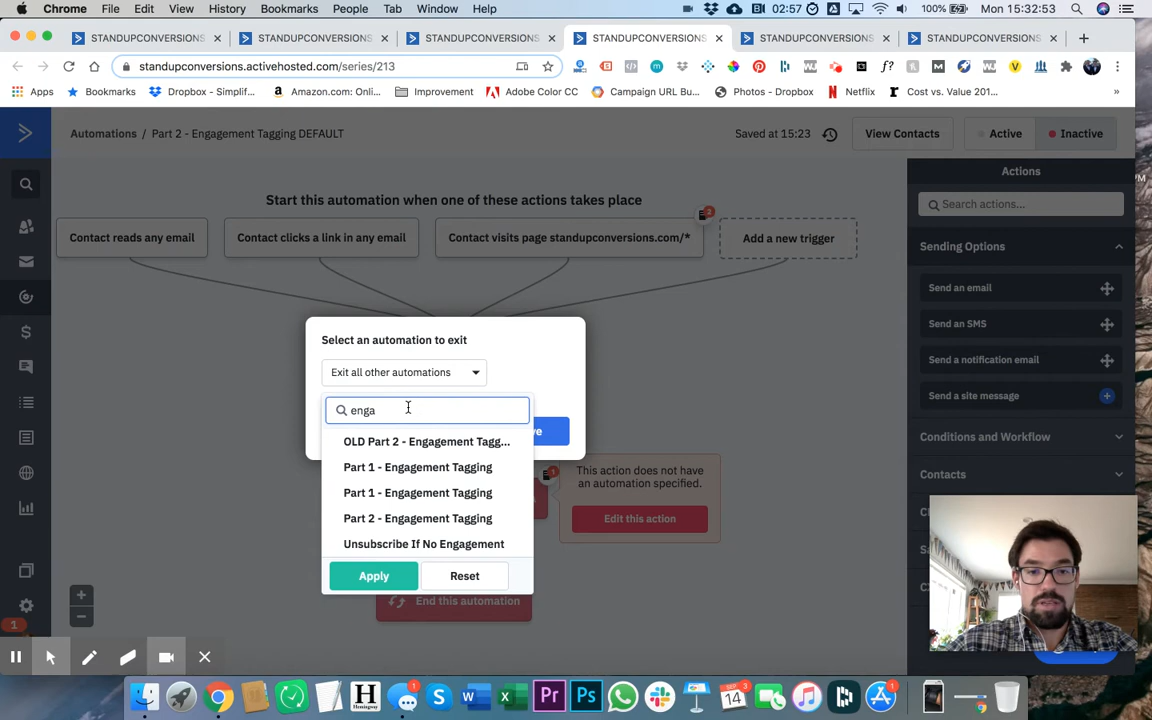 Chrome File Edit View History Bookmarks People Tab Window Help
02:57 100% Mon 15:32:53
STANDUPCONVERSIONS
STANDUPCONVERSIONS
STANDUPCONVERSIONS
STANDUPCONVERSIONS
STANDUPCONVERSIONS
STANDUPCONVERSIONS
standupconversions.activehosted.com/series/213
Apps Bookmarks Dropbox - Simplif... Amazon.com: Onli... Improvement Adobe Color CC Campaign URL Bu... Photos - Dropbox Netflix Cost vs. Value 201... »
Automations / Part 2 - Engagement Tagging DEFAULT
Saved at 15:23
View Contacts
Active
Inactive
Start this automation when one of these actions takes place
Contact reads any email
Contact clicks a link in any email
Contact visits page standupconversions.com/*
2
Add a new trigger
Actions
Search actions...
Sending Options
Send an email
Send an SMS
Send a notification email
Send a site message
Conditions and Workflow
Contacts
Select an automation to exit
Exit all other automations
enga
OLD Part 2 - Engagement Tagg...
Part 1 - Engagement Tagging
Part 1 - Engagement Tagging
Part 2 - Engagement Tagging
Unsubscribe If No Engagement
Apply
Reset
1
This action does not have
an automation specified.
Edit this action
End this automation
+
−
1
1
SEP
14
3
1